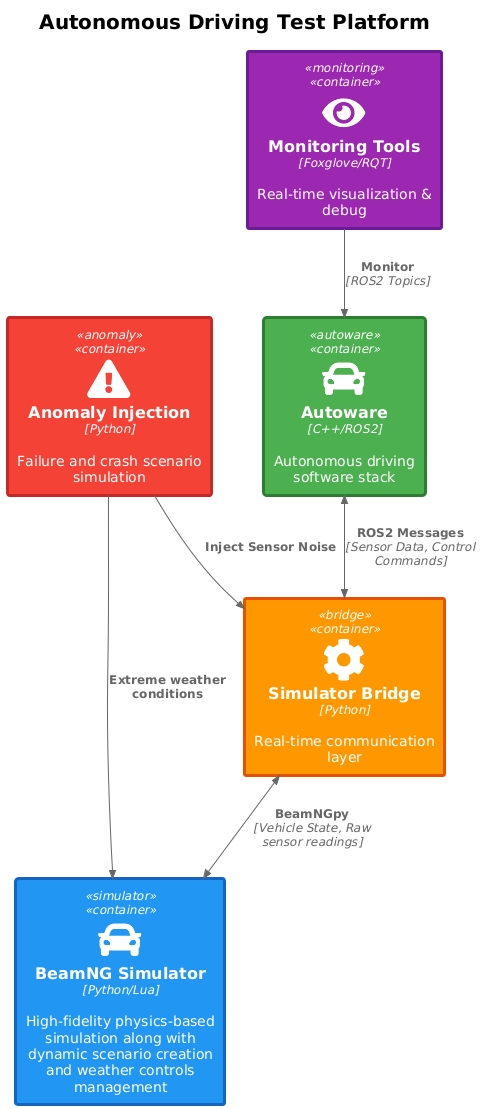 Autonomous Driving Test Platform
«monitoring»
«container»
Monitoring Tools
[Foxglove/RQT]
Real-time visualization &
debug
Monitor
[ROS2 Topics]
«anomaly»
«container»
Anomaly Injection
[Python]
Failure and crash scenario
simulation
«autoware»
«container»
Autoware
[C++/ROS2]
Autonomous driving
software stack
Inject Sensor Noise
ROS2 Messages
[Sensor Data, Control
Commands]
«bridge»
«container»
Simulator Bridge
[Python]
Real-time communication
layer
Extreme weather
conditions
BeamNGpy
[Vehicle State, Raw
sensor readings]
«simulator»
«container»
BeamNG Simulator
[Python/Lua]
High-fidelity physics-based
simulation along with
dynamic scenario creation
and weather controls
management